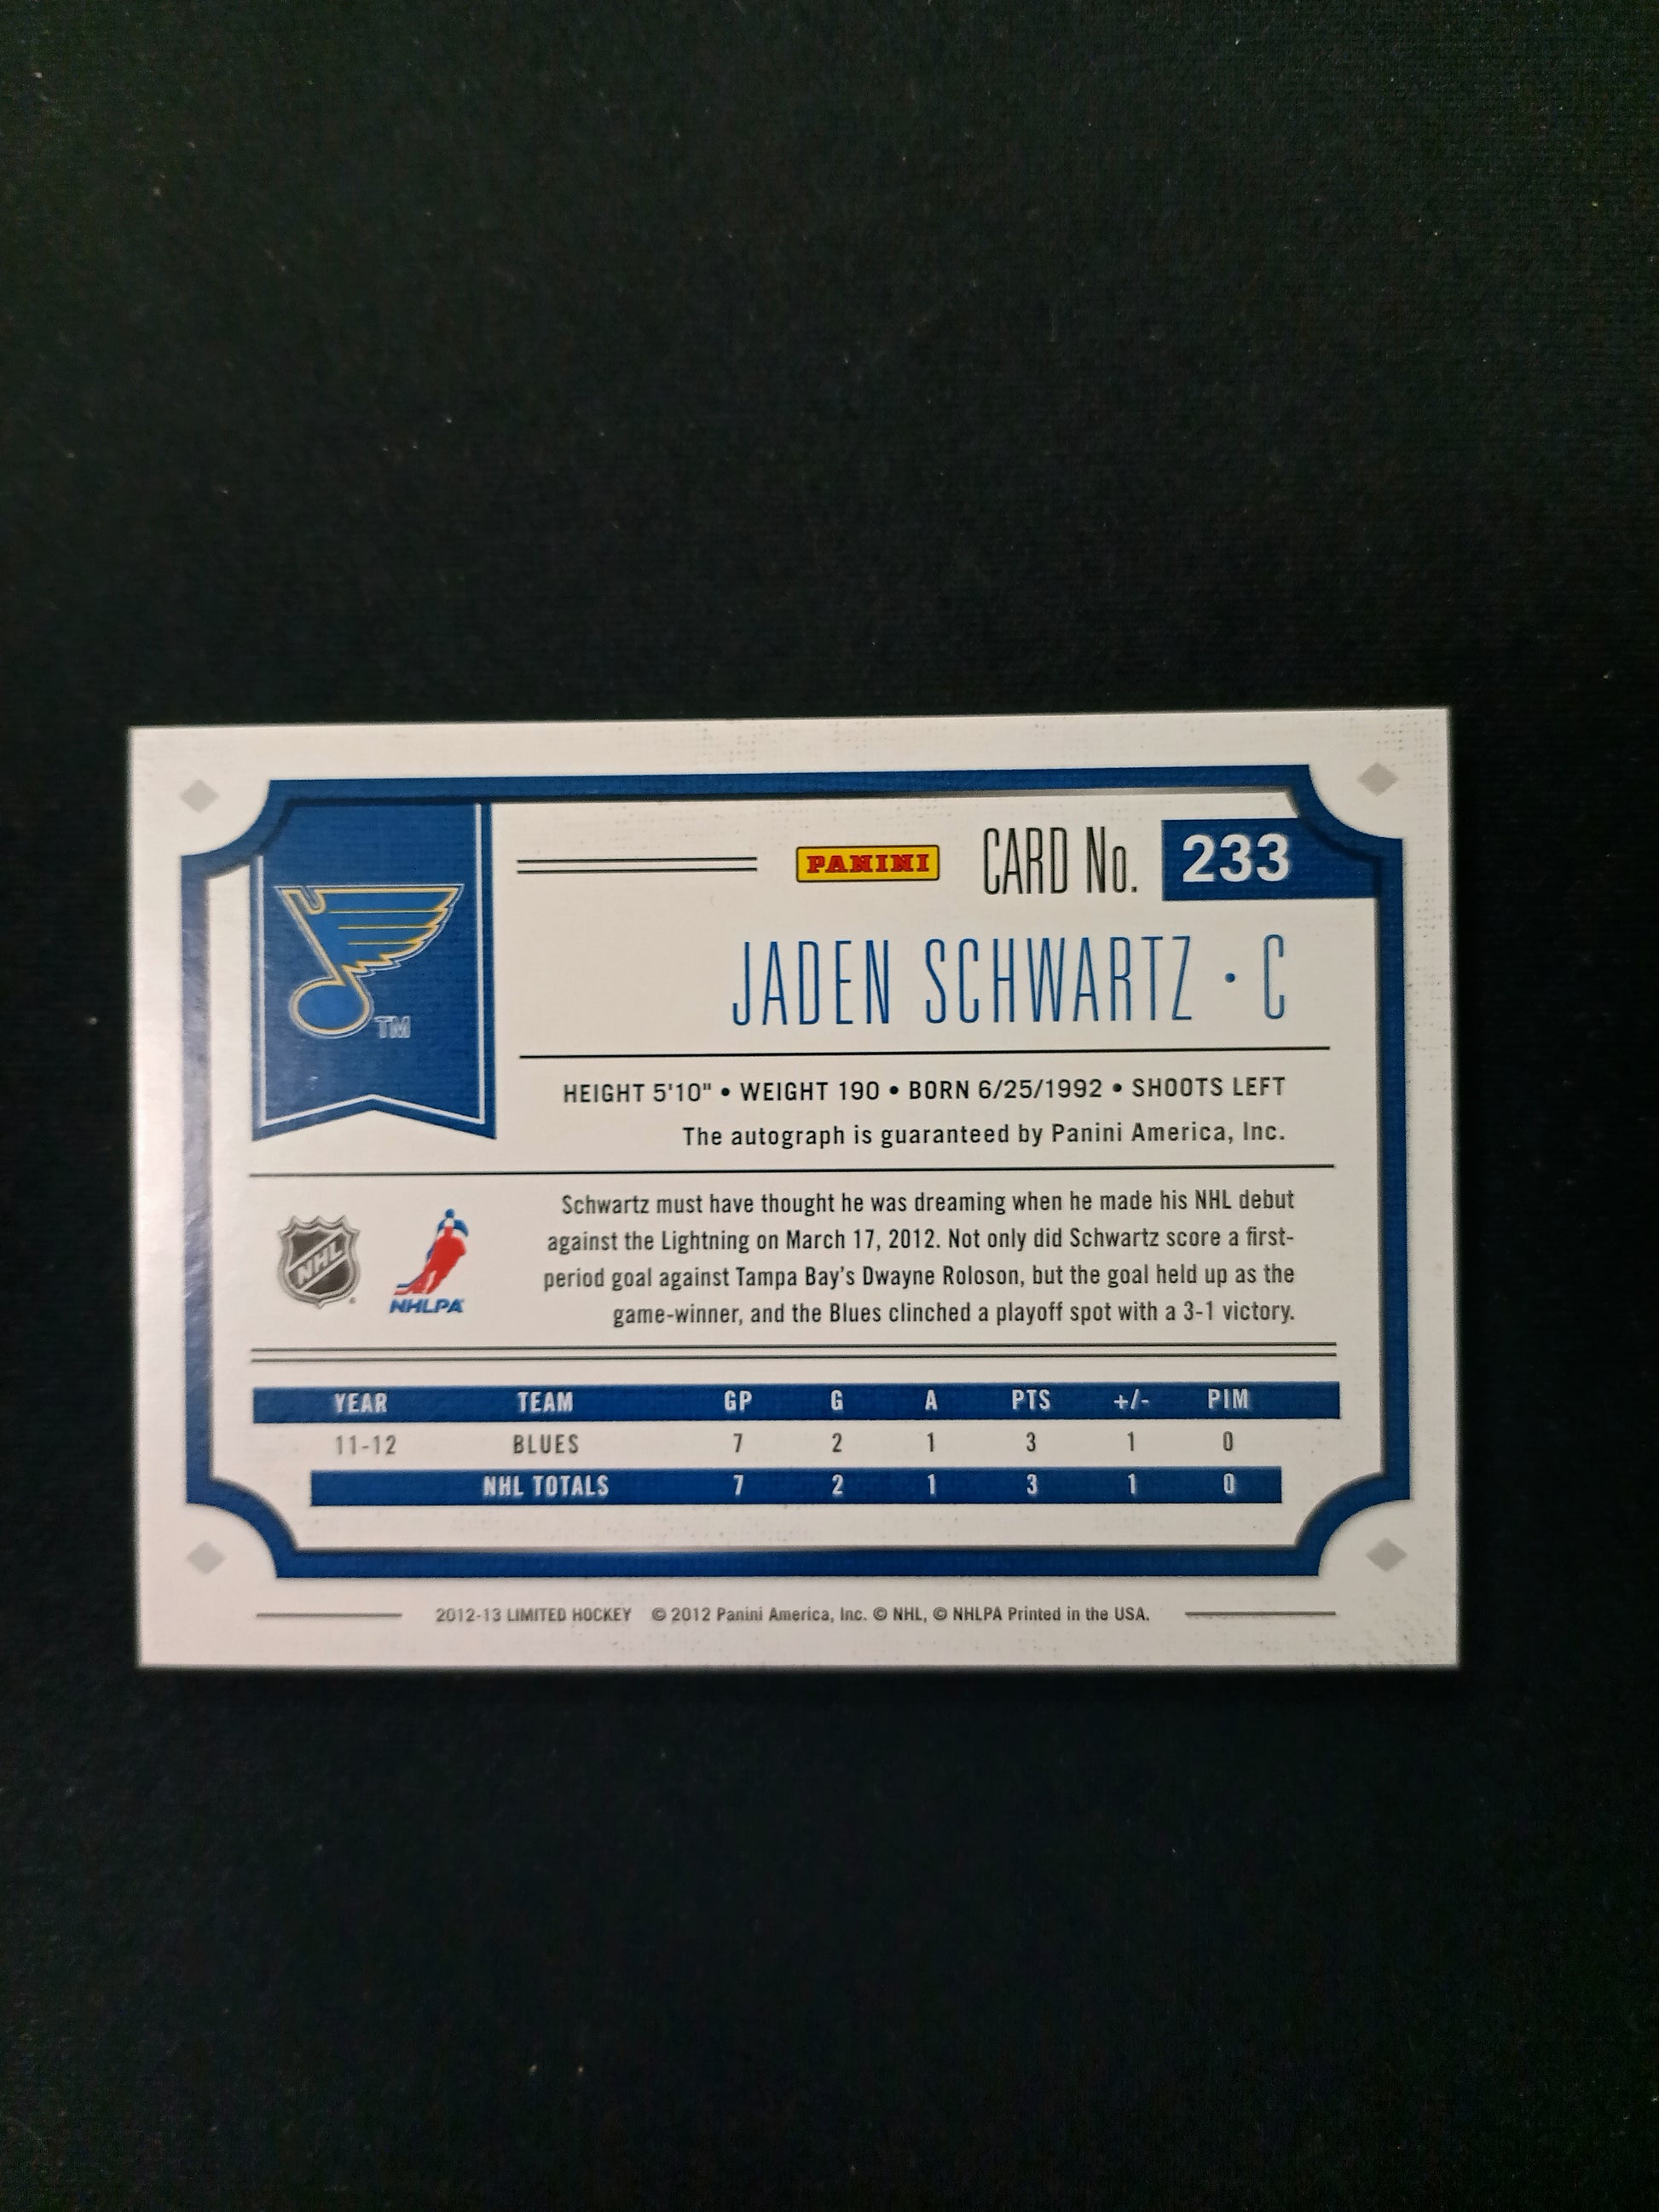 PANINI CARD No. 233
JADEN SCHWARTZ · C
TM
HEIGHT 5'10" • WEIGHT 190 • BORN 6/25/1992 • SHOOTS LEFT
The autograph is guaranteed by Panini America, Inc.
Schwartz must have thought he was dreaming when he made his NHL debut
against the Lightning on March 17, 2012. Not only did Schwartz score a first-
period goal against Tampa Bay's Dwayne Roloson, but the goal held up as the
game-winner, and the Blues clinched a playoff spot with a 3-1 victory.
NHL
NHLPA
YEAR TEAM GP G A PTS +/- PIM
11-12 BLUES 7 2 1 3 1 0
NHL TOTALS 7 2 1 3 1 0
2012-13 LIMITED HOCKEY © 2012 Panini America, Inc. © NHL, © NHLPA Printed in the USA.